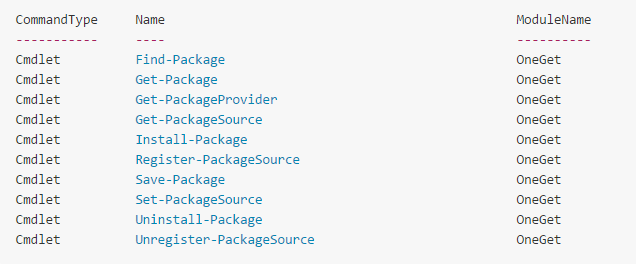 CommandType Name ModuleName
----------- ---- ----------
Cmdlet Find-Package OneGet
Cmdlet Get-Package OneGet
Cmdlet Get-PackageProvider OneGet
Cmdlet Get-PackageSource OneGet
Cmdlet Install-Package OneGet
Cmdlet Register-PackageSource OneGet
Cmdlet Save-Package OneGet
Cmdlet Set-PackageSource OneGet
Cmdlet Uninstall-Package OneGet
Cmdlet Unregister-PackageSource OneGet